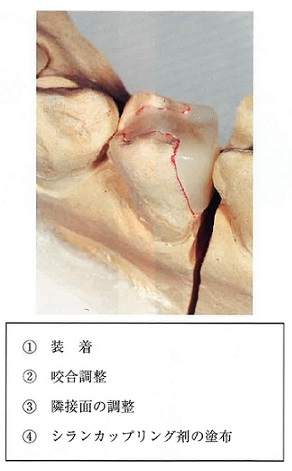 ① 装　着
② 咬合調整
③ 隣接面の調整
④ シランカップリング剤の塗布